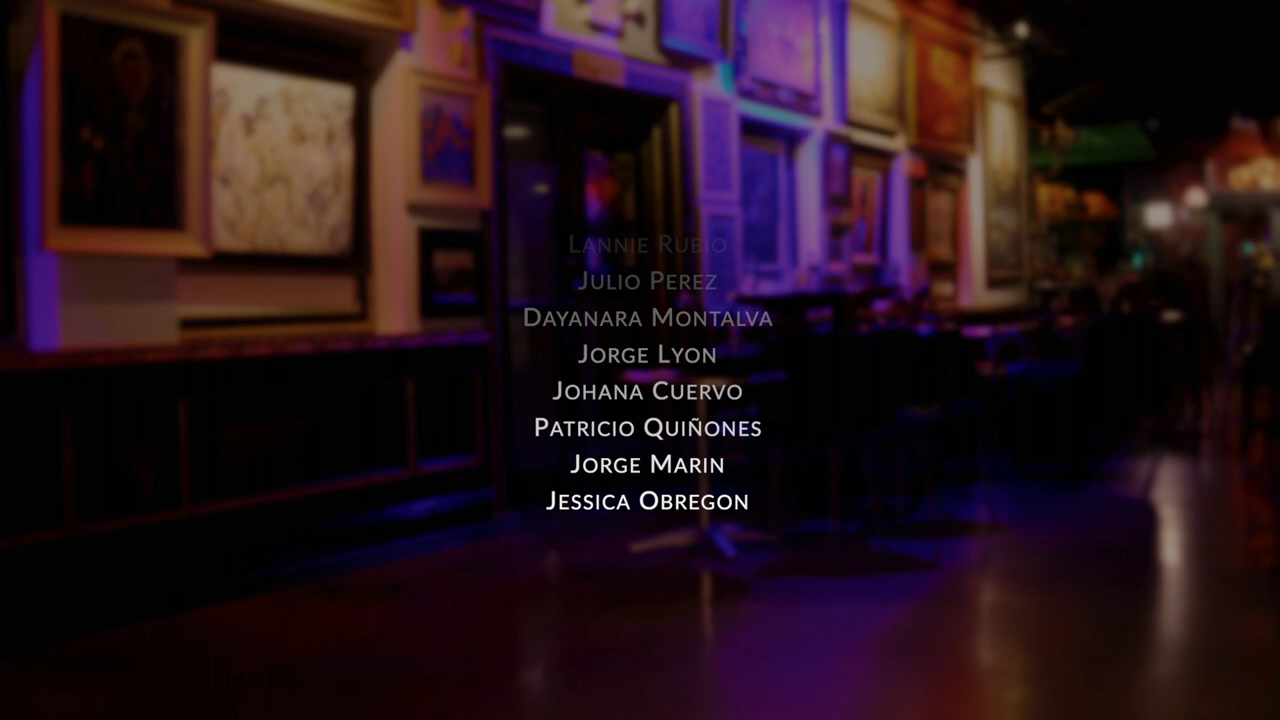 Lannie Rubio
Julio Perez
Dayanara Montalva
Jorge Lyon
Johana Cuervo
Patricio Quiñones
Jorge Marin
Jessica Obregon